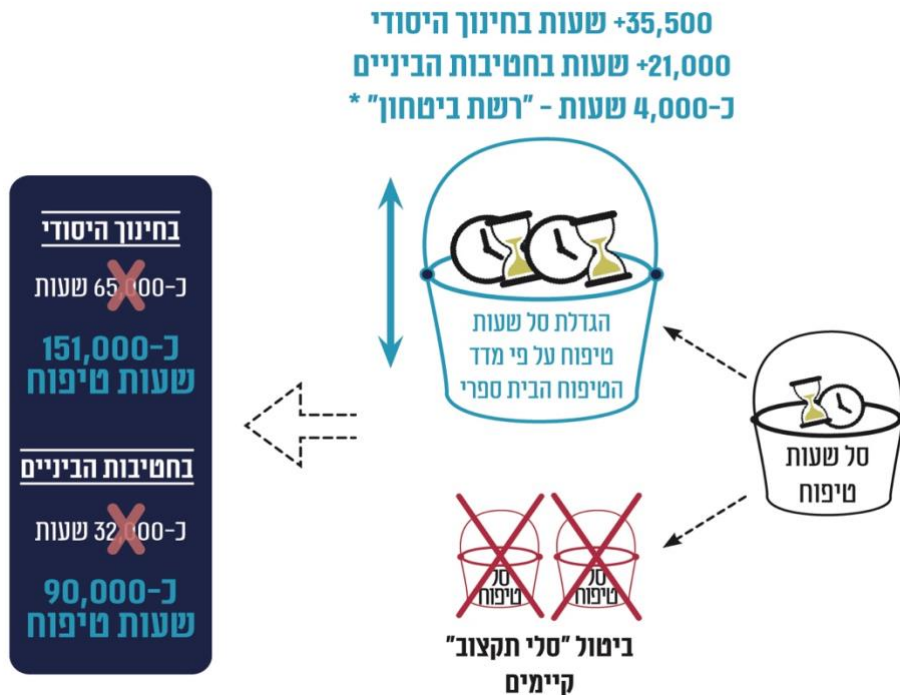 +35,500 שעות בחינוך היסודי
+21,000 שעות בחטיבות הביניים
כ-4,000 שעות - "רשת ביטחון" *
הגדלת סל שעות
טיפוח על פי מדד
הטיפוח הבית ספרי
סל שעות
טיפוח
סל
טיפוח
סל
טיפוח
ביטול "סלי תקצוב"
קיימים
בחינוך היסודי
כ-65,000 שעות
כ-151,000
שעות טיפוח
בחטיבות הביניים
כ-32,000 שעות
כ-90,000
שעות טיפוח